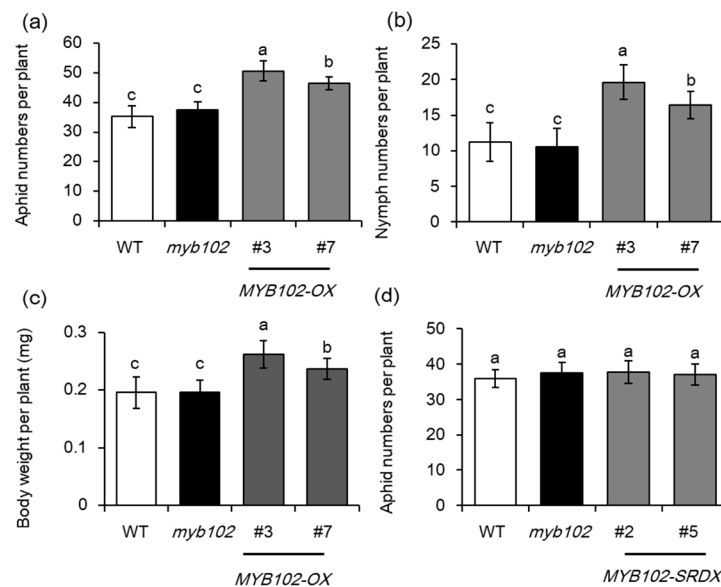 (a)
Aphid numbers per plant
60
50
40
30
20
10
0
c
c
a
b
WT
myb102
#3
#7
MYB102-OX
(b)
Nymph numbers per plant
25
20
15
10
5
0
c
c
a
b
WT
myb102
#3
#7
MYB102-OX
(c)
Body weight per plant (mg)
0.3
0.2
0.1
0
c
c
a
b
WT
myb102
#3
#7
MYB102-OX
(d)
Aphid numbers per plant
50
40
30
20
10
0
a
a
a
a
WT
myb102
#2
#5
MYB102-SRDX